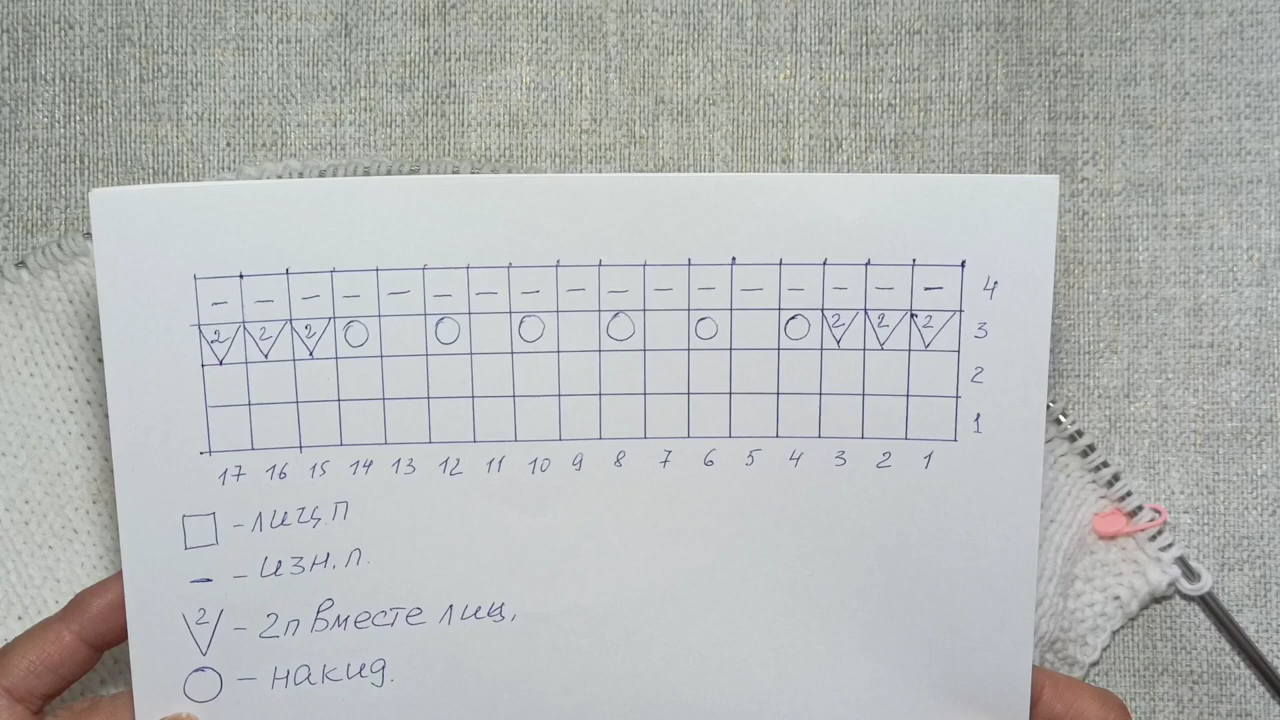 — — — — — — — — — — — — — — — — — 4
2 2 2 2 2 2 3
2
1
17 16 15 14 13 12 11 10 9 8 7 6 5 4 3 2 1
- лиц.п
— - изн.п.
2 - 2п вместе лиц.
- накид.